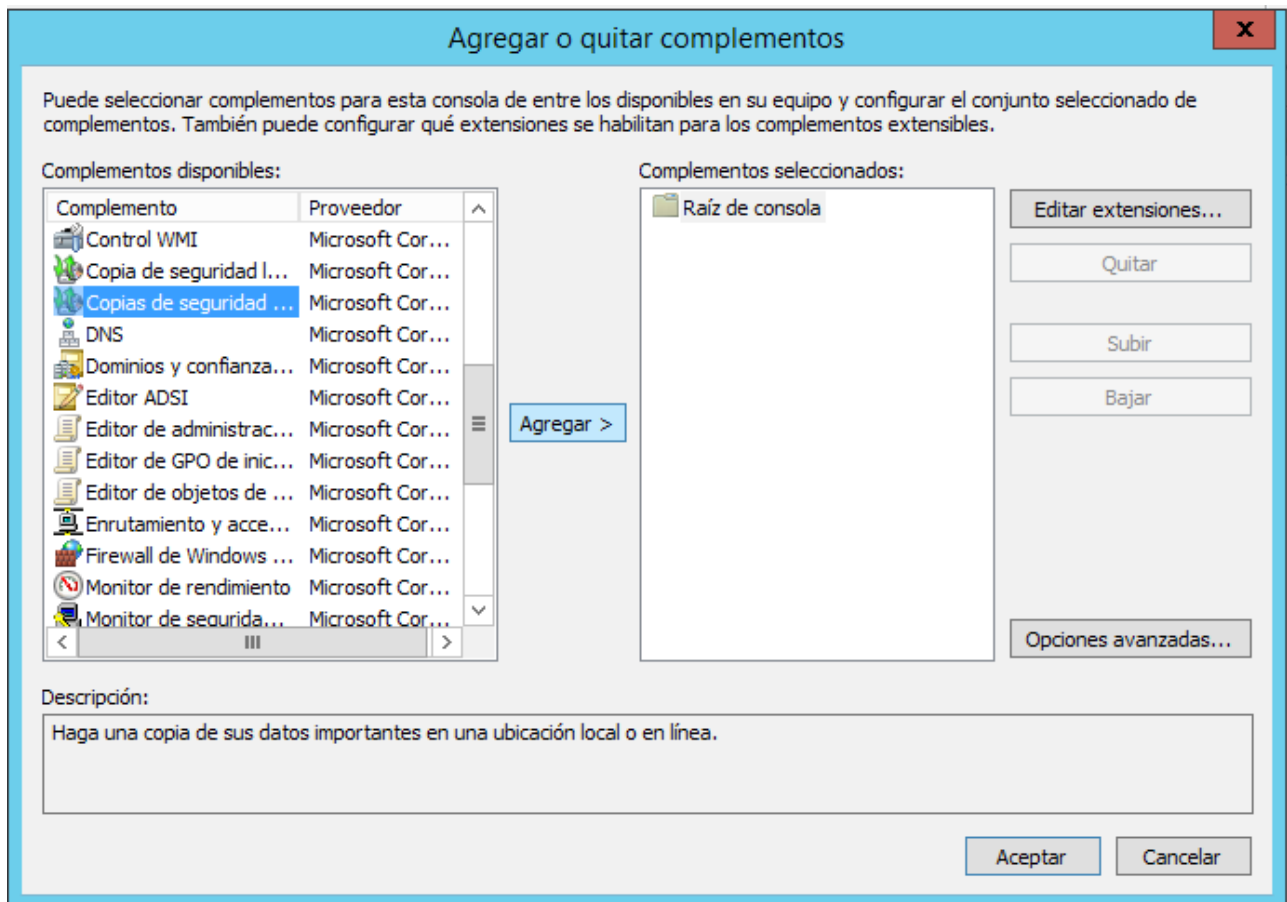 Agregar o quitar complementos
x
Puede seleccionar complementos para esta consola de entre los disponibles en su equipo y configurar el conjunto seleccionado de
complementos. También puede configurar qué extensiones se habilitan para los complementos extensibles.
Complementos disponibles:
Complementos seleccionados:
Complemento Proveedor
Control WMI Microsoft Cor...
Copia de seguridad l... Microsoft Cor...
Copias de seguridad ... Microsoft Cor...
DNS Microsoft Cor...
Dominios y confianza... Microsoft Cor...
Editor ADSI Microsoft Cor...
Editor de administrac... Microsoft Cor...
Editor de GPO de inic... Microsoft Cor...
Editor de objetos de ... Microsoft Cor...
Enrutamiento y acce... Microsoft Cor...
Firewall de Windows ... Microsoft Cor...
Monitor de rendimiento Microsoft Cor...
Monitor de segurida... Microsoft Cor...
Agregar >
Raíz de consola
Editar extensiones...
Quitar
Subir
Bajar
Opciones avanzadas...
Descripción:
Haga una copia de sus datos importantes en una ubicación local o en línea.
Aceptar
Cancelar